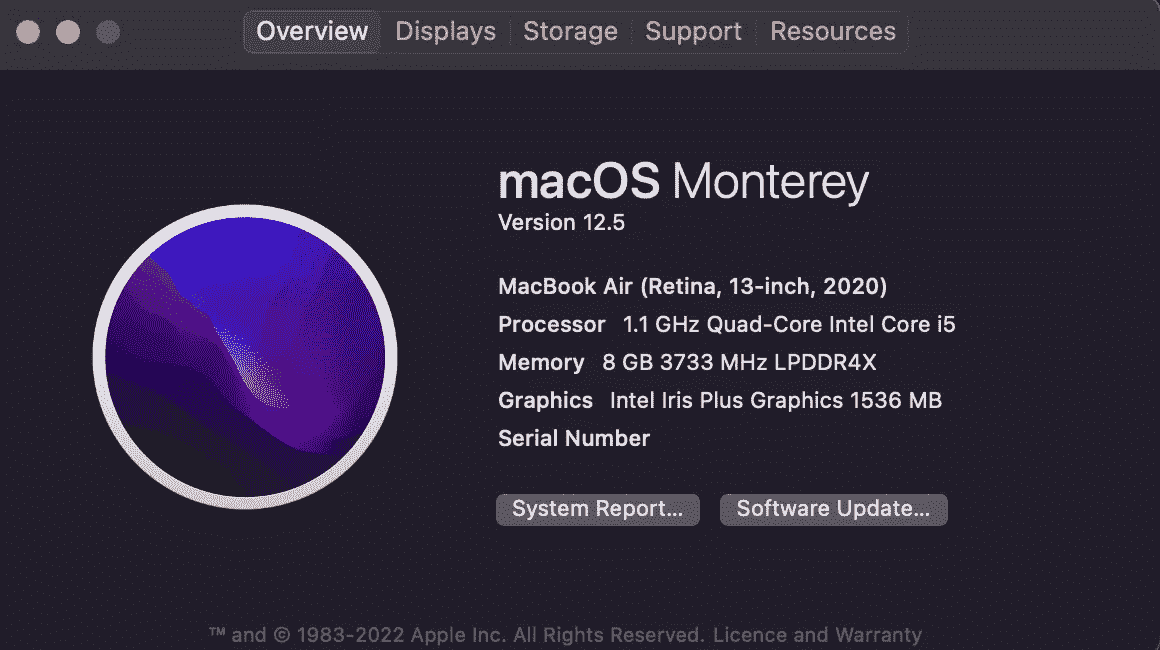 Overview Displays Storage Support Resources
macOS Monterey
Version 12.5
MacBook Air (Retina, 13-inch, 2020)
Processor 1.1 GHz Quad-Core Intel Core i5
Memory 8 GB 3733 MHz LPDDR4X
Graphics Intel Iris Plus Graphics 1536 MB
Serial Number
System Report... Software Update...
™ and © 1983-2022 Apple Inc. All Rights Reserved. Licence and Warranty